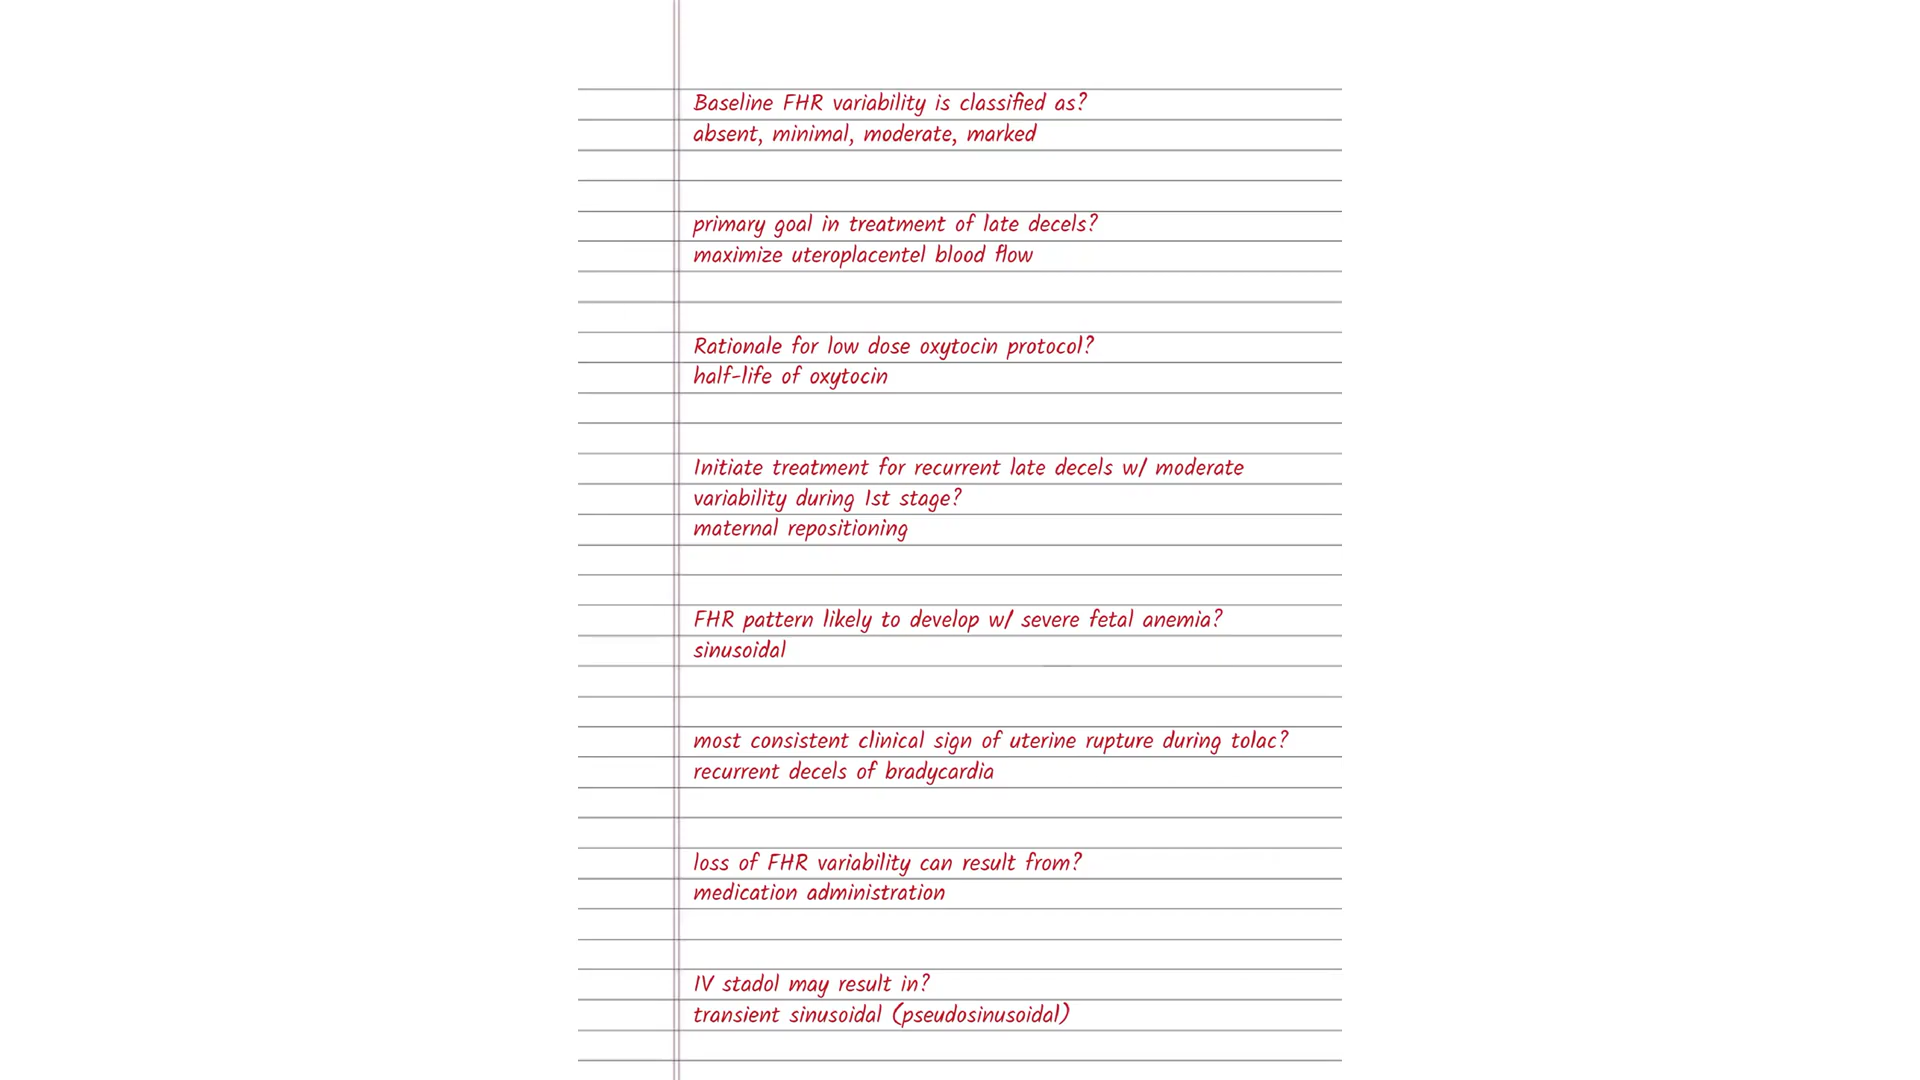 Baseline FHR variability is classified as?
absent, minimal, moderate, marked
primary goal in treatment of late decels?
maximize uteroplacentel blood flow
Rationale for low dose oxytocin protocol?
half-life of oxytocin
Initiate treatment for recurrent late decels w/ moderate
variability during 1st stage?
maternal repositioning
FHR pattern likely to develop w/ severe fetal anemia?
sinusoidal
most consistent clinical sign of uterine rupture during tolac?
recurrent decels of bradycardia
loss of FHR variability can result from?
medication administration
IV stadol may result in?
transient sinusoidal (pseudosinusoidal)